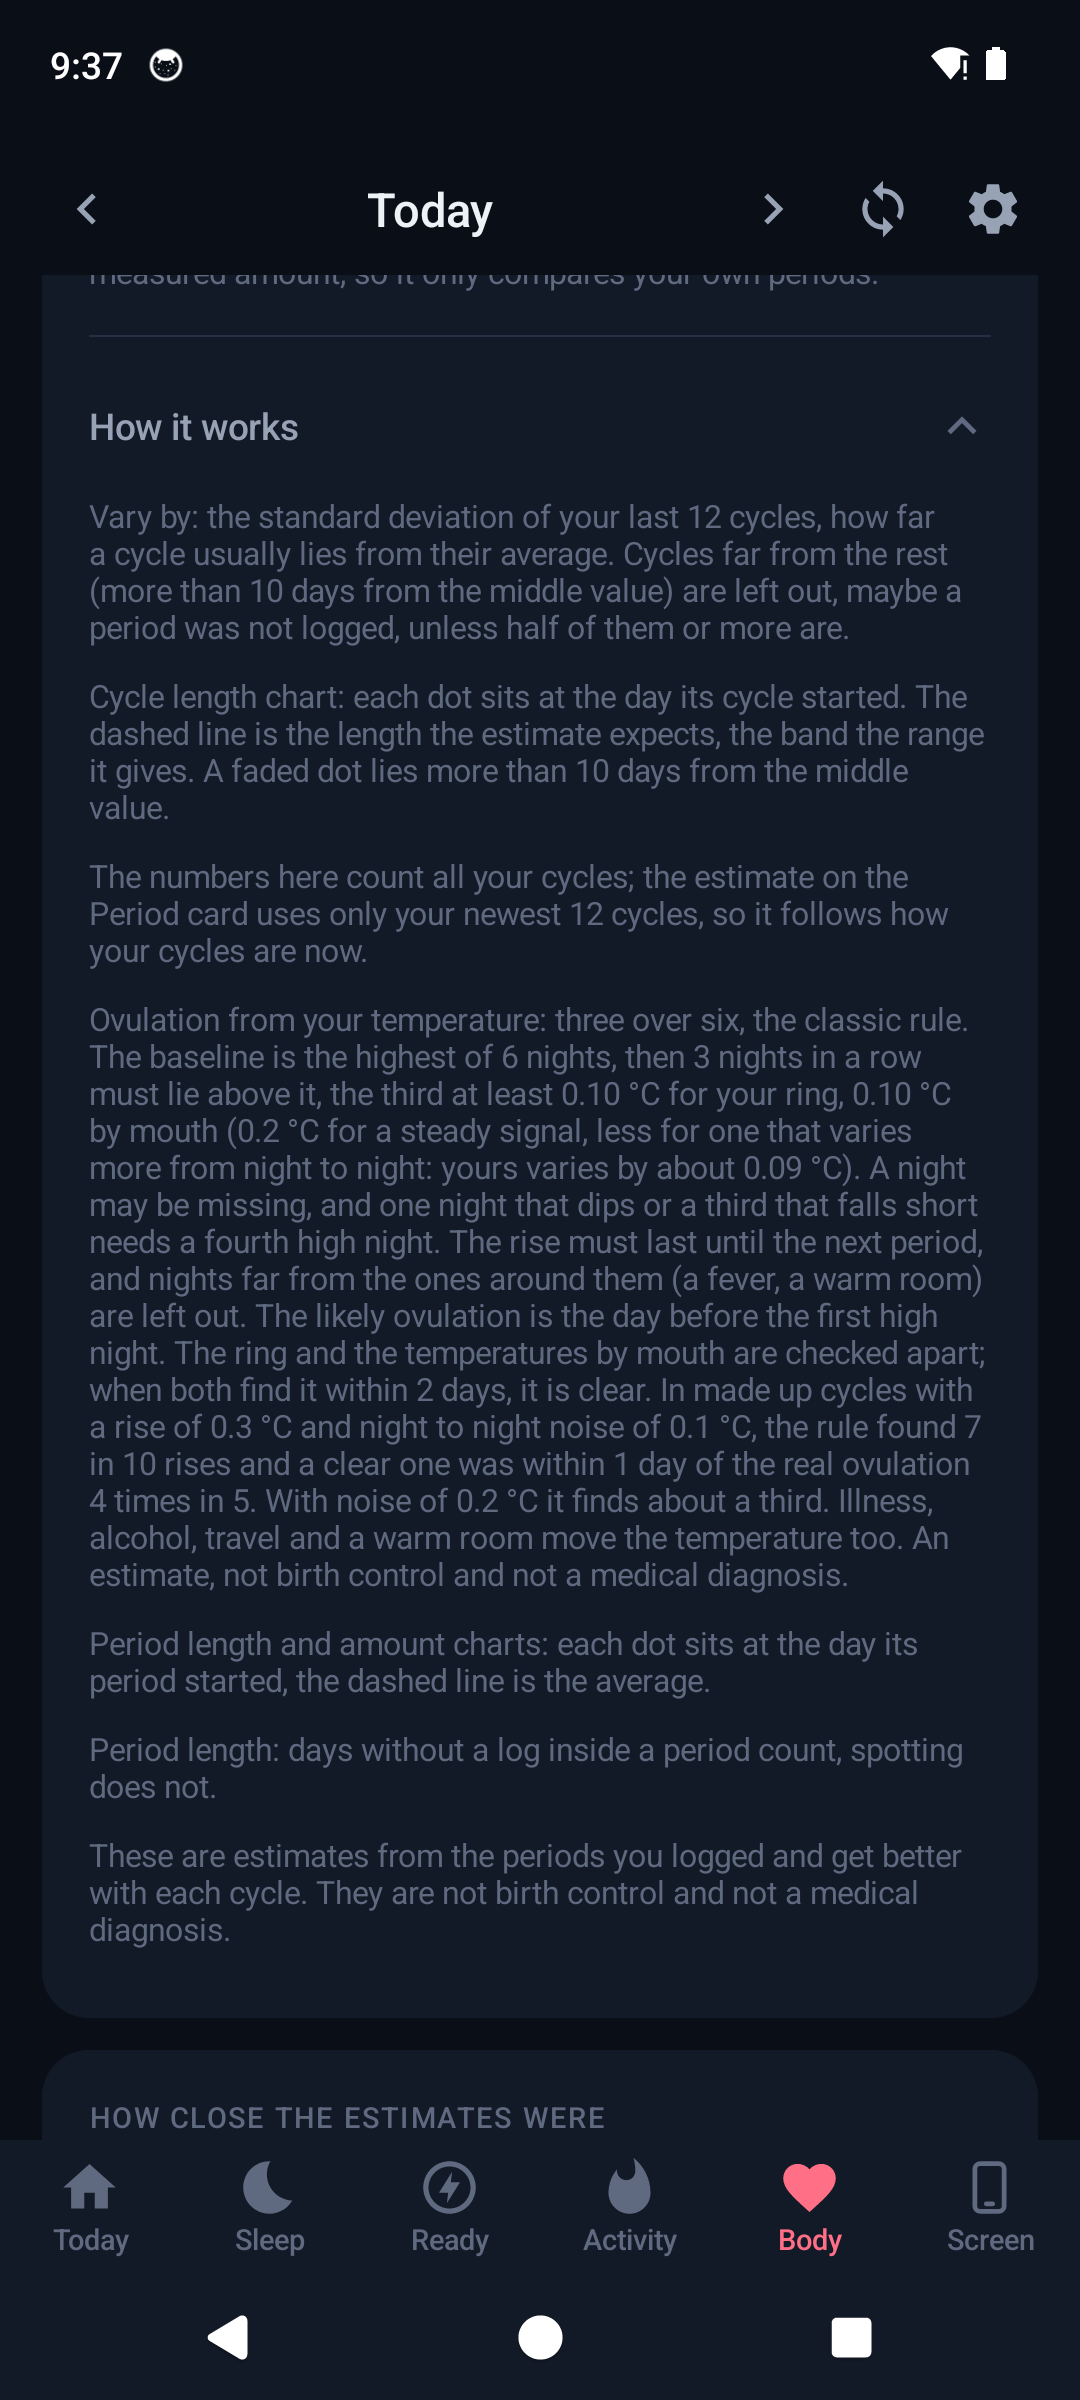 9:37
Today
measured amount, so it only compares your own periods.
How it works
Vary by: the standard deviation of your last 12 cycles, how far
a cycle usually lies from their average. Cycles far from the rest
(more than 10 days from the middle value) are left out, maybe a
period was not logged, unless half of them or more are.
Cycle length chart: each dot sits at the day its cycle started. The
dashed line is the length the estimate expects, the band the range
it gives. A faded dot lies more than 10 days from the middle
value.
The numbers here count all your cycles; the estimate on the
Period card uses only your newest 12 cycles, so it follows how
your cycles are now.
Ovulation from your temperature: three over six, the classic rule.
The baseline is the highest of 6 nights, then 3 nights in a row
must lie above it, the third at least 0.10 °C for your ring, 0.10 °C
by mouth (0.2 °C for a steady signal, less for one that varies
more from night to night: yours varies by about 0.09 °C). A night
may be missing, and one night that dips or a third that falls short
needs a fourth high night. The rise must last until the next period,
and nights far from the ones around them (a fever, a warm room)
are left out. The likely ovulation is the day before the first high
night. The ring and the temperatures by mouth are checked apart;
when both find it within 2 days, it is clear. In made up cycles with
a rise of 0.3 °C and night to night noise of 0.1 °C, the rule found 7
in 10 rises and a clear one was within 1 day of the real ovulation
4 times in 5. With noise of 0.2 °C it finds about a third. Illness,
alcohol, travel and a warm room move the temperature too. An
estimate, not birth control and not a medical diagnosis.
Period length and amount charts: each dot sits at the day its
period started, the dashed line is the average.
Period length: days without a log inside a period count, spotting
does not.
These are estimates from the periods you logged and get better
with each cycle. They are not birth control and not a medical
diagnosis.
HOW CLOSE THE ESTIMATES WERE
Today Sleep Ready Activity Body Screen